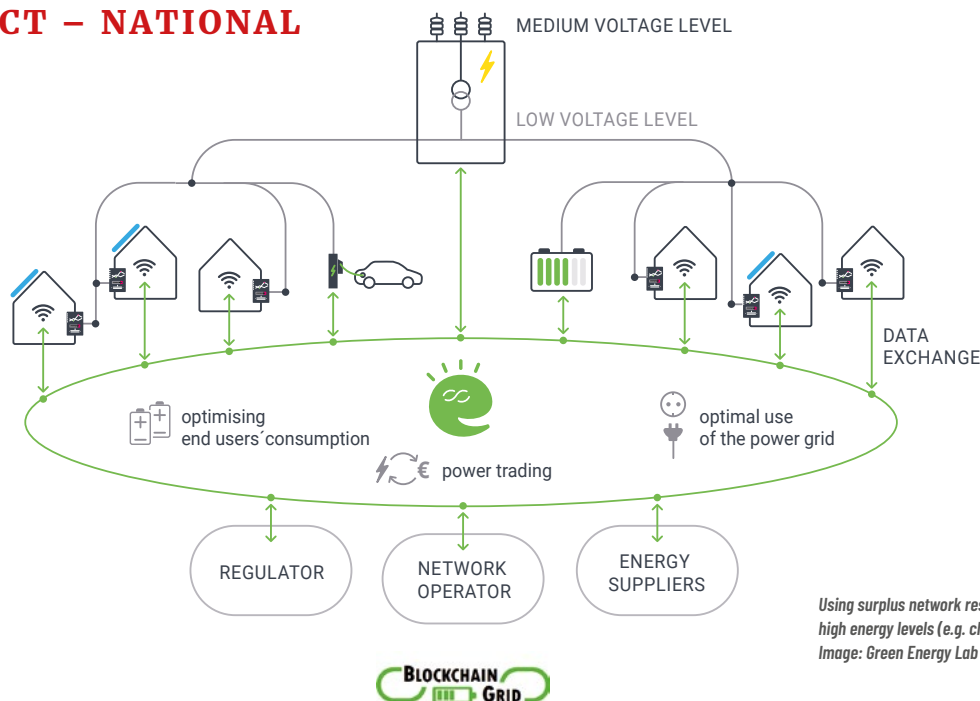 CT – NATIONAL
MEDIUM VOLTAGE LEVEL
LOW VOLTAGE LEVEL
DATA
EXCHANGE
optimising
end users´consumption
optimal use
of the power grid
€ power trading
REGULATOR
NETWORK
OPERATOR
ENERGY
SUPPLIERS
Using surplus network
high energy levels (e.g.
Image: Green Energy Lab
BLOCKCHAIN
GRID